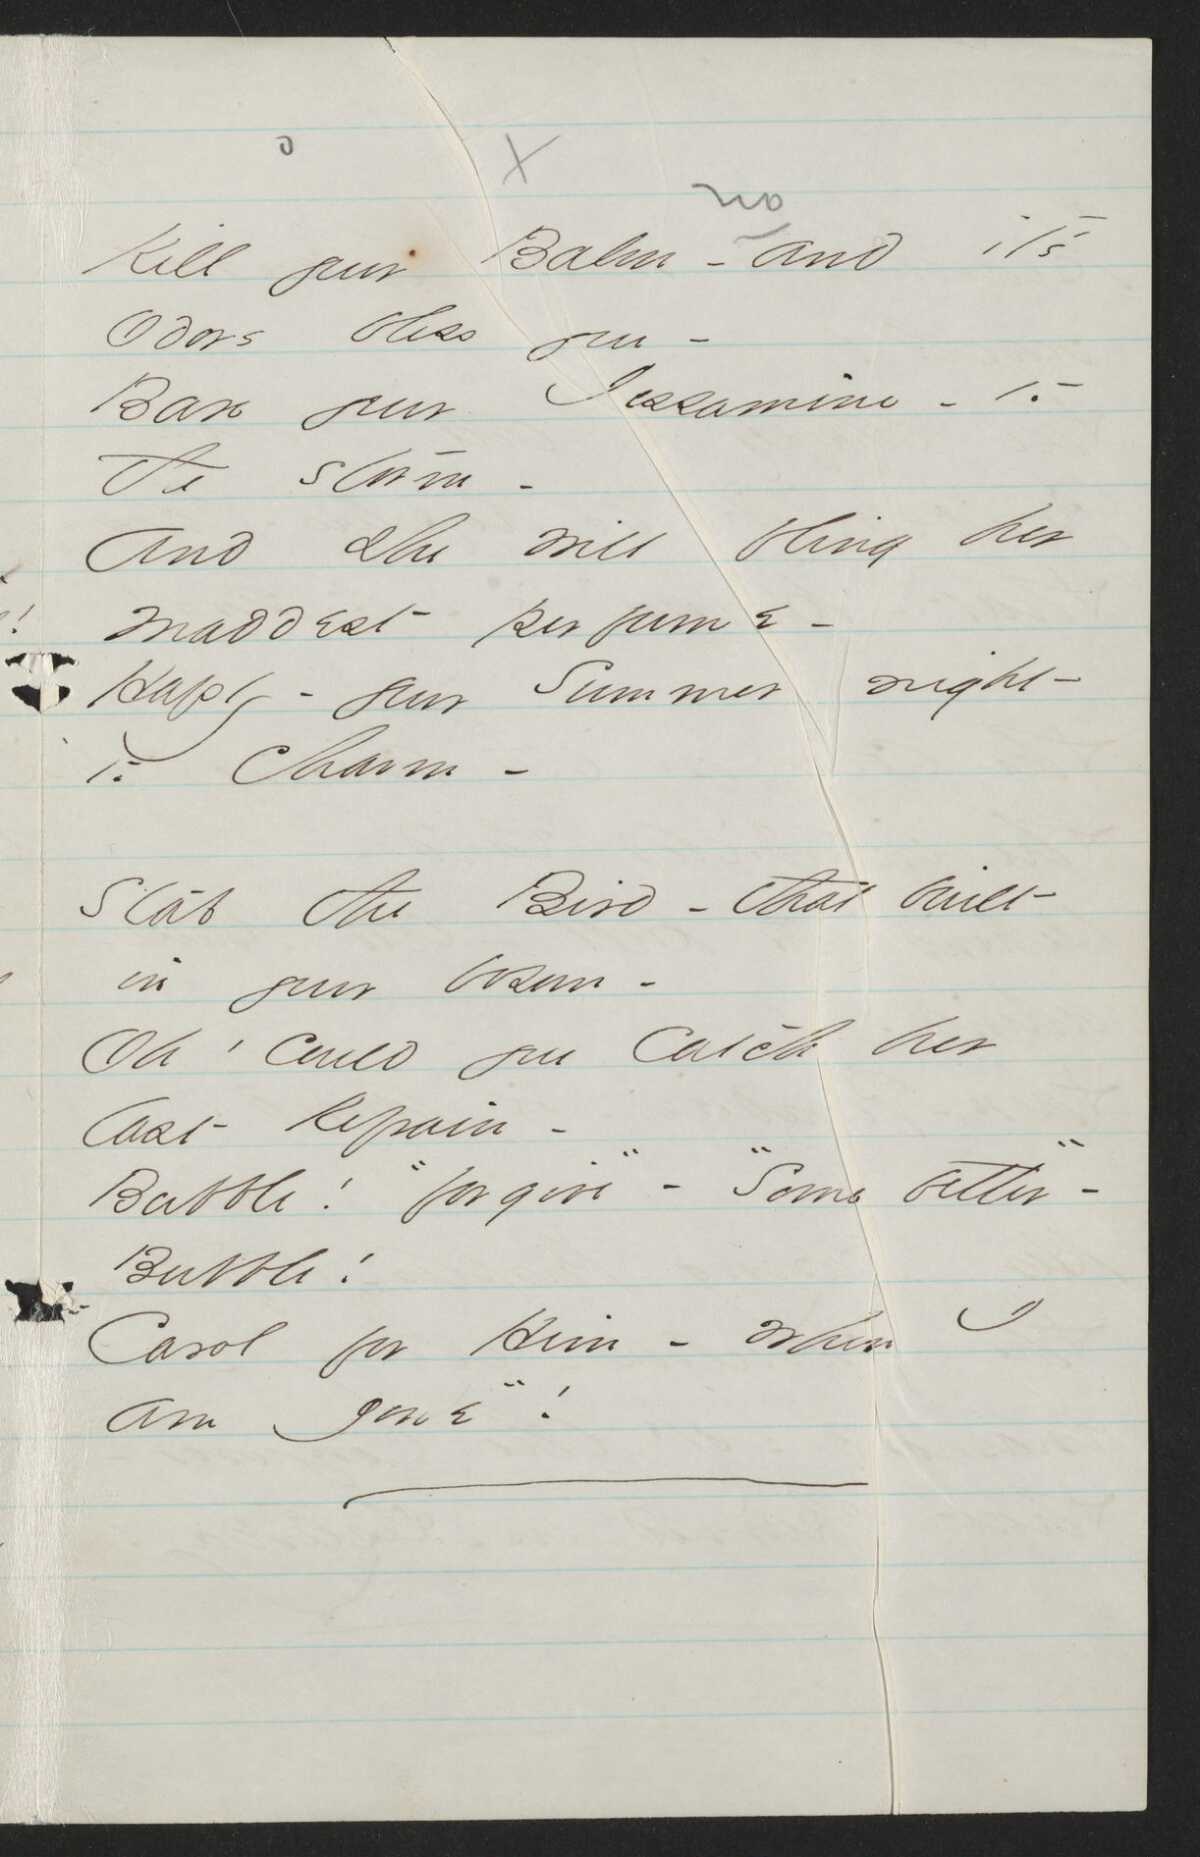 o
X
no
Kill your Balm - and it's
Odors bless you -
Bare your Jessamine - to
the storm -
And she will fling her
maddest perfume -
Haply - your Summer night
to Charm -
Stab the Bird - that built
in your bosom -
Oh! Could you Catch her
last Refrain -
Bubble! "forgive" - "Some better" -
Bubble!
Carol for Him - when I
am gone"!